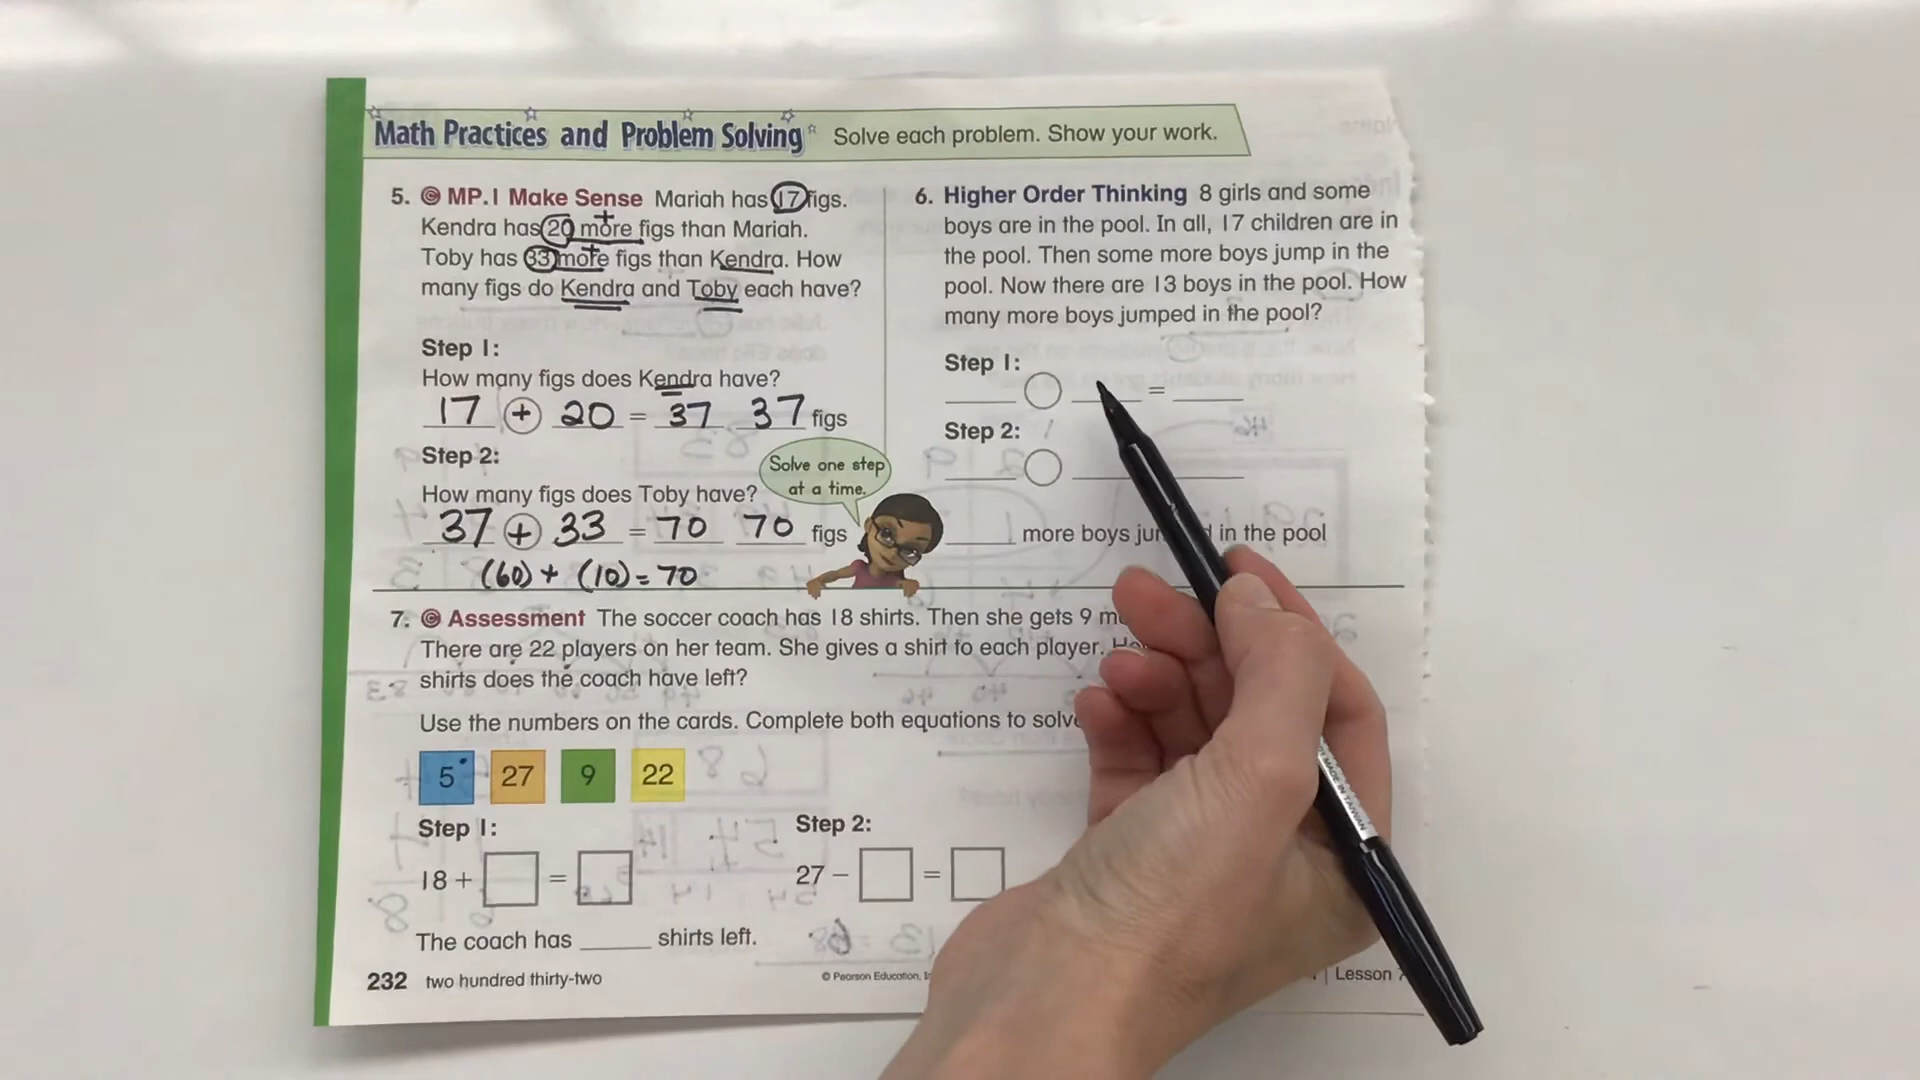 Math Practices and Problem Solving Solve each problem. Show your work.
5. © MP.1 Make Sense Mariah has 17 figs.
+
Kendra has 20 more figs than Mariah.
+
Toby has 33 more figs than Kendra. How
many figs do Kendra and Toby each have?
Step 1:
How many figs does Kendra have?
17 + 20 = 37 37 figs
Step 2:
How many figs does Toby have?
37 + 33 = 70 70 figs
(60) + (10) = 70
Solve one step
at a time.
6. Higher Order Thinking 8 girls and some
boys are in the pool. In all, 17 children are in
the pool. Then some more boys jump in the
pool. Now there are 13 boys in the pool. How
many more boys jumped in the pool?
Step 1:
=
Step 2:
more boys in the pool
7. © Assessment The soccer coach has 18 shirts. Then she gets 9
There are 22 players on her team. She gives a shirt to each player.
shirts does the coach have left?
Use the numbers on the cards. Complete both equations to solve
5 27 9 22
Step 1:
18 + =
Step 2:
27 − =
The coach has shirts left.
232 two hundred thirty-two
© Pearson Education,
Lesson
MADE IN TAIWAN